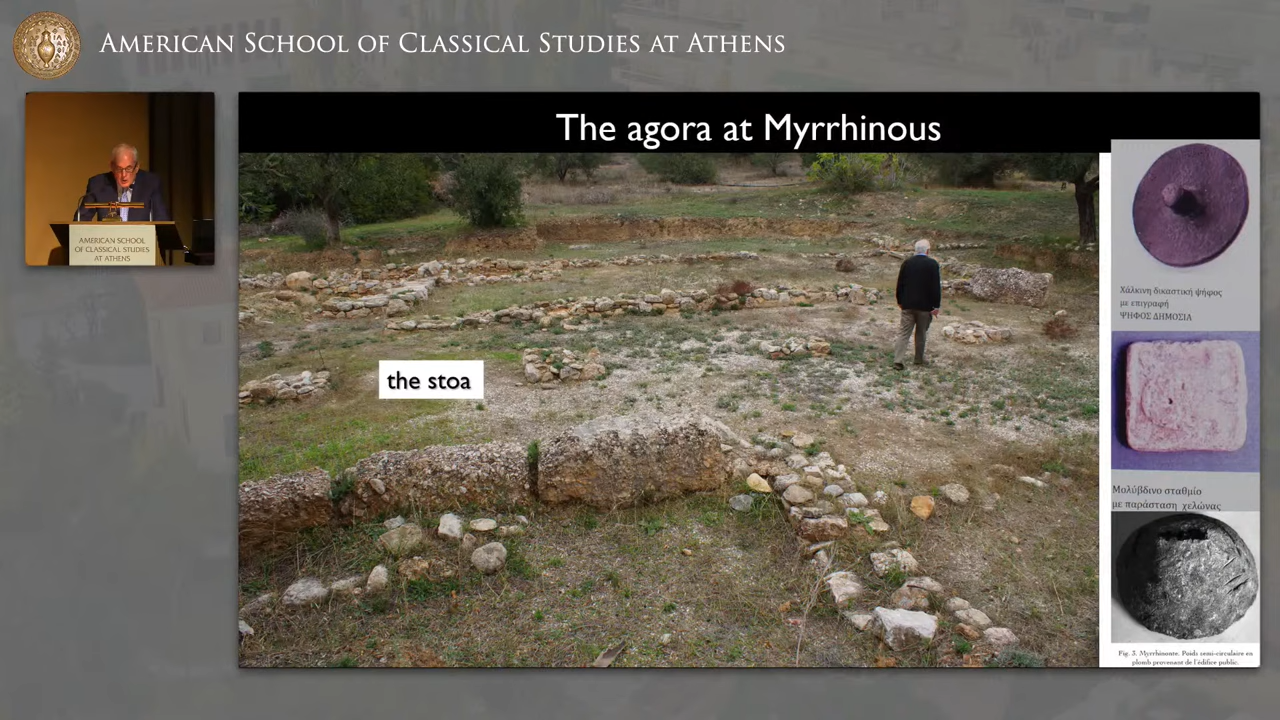 AMERICAN SCHOOL OF CLASSICAL STUDIES AT ATHENS
AMERICAN SCHOOL
OF CLASSICAL STUDIES
AT ATHENS
The agora at Myrrhinous
the stoa
Χάλκινη δικαστική ψήφος
με επιγραφή
ΨΗΦΟΣ ΔΗΜΟΣΙΑ
Μολύβδινο σταθμίο
με παράσταση χελώνας
Fig. 3. Myrrhinonte. Poids semi-circulaire en
plomb provenant de l'édifice public.